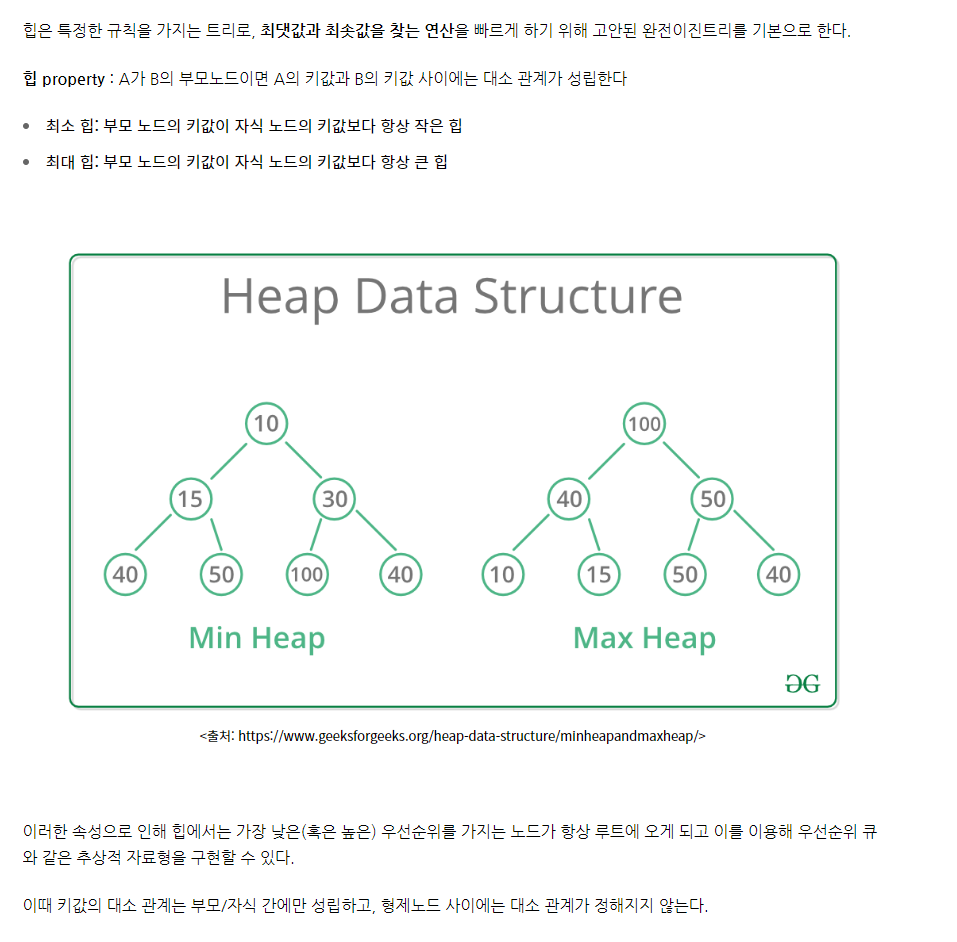 힙은 특정한 규칙을 가지는 트리로, 최댓값과 최솟값을 찾는 연산을 빠르게 하기 위해 고안된 완전이진트리를 기본으로 한다.
힙 property : A가 B의 부모노드이면 A의 키값과 B의 키값 사이에는 대소 관계가 성립한다
• 최소 힙: 부모 노드의 키값이 자식 노드의 키값보다 항상 작은 힙
• 최대 힙: 부모 노드의 키값이 자식 노드의 키값보다 항상 큰 힙
Heap Data Structure
10 100
15 30 40 50
40 50 100 40 10 15 50 40
Min Heap Max Heap
<출처: https://www.geeksforgeeks.org/heap-data-structure/minheapandmaxheap/>
이러한 속성으로 인해 힙에서는 가장 낮은(혹은 높은) 우선순위를 가지는 노드가 항상 루트에 오게 되고 이를 이용해 우선순위 큐
와 같은 추상적 자료형을 구현할 수 있다.
이때 키값의 대소 관계는 부모/자식 간에만 성립하고, 형제노드 사이에는 대소 관계가 정해지지 않는다.